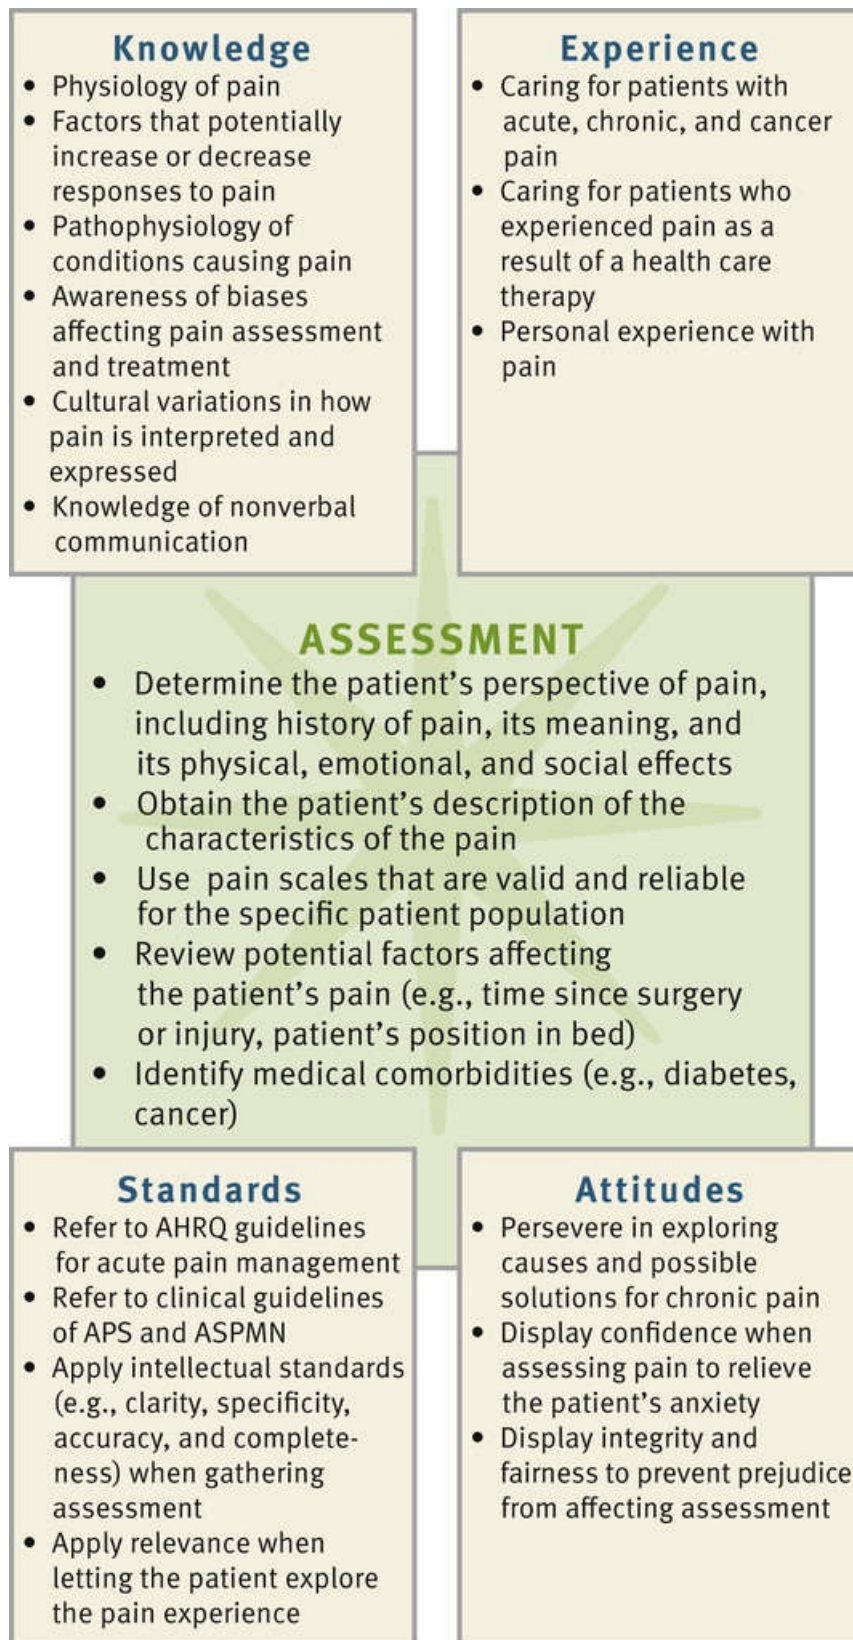 Knowledge
• Physiology of pain
• Factors that potentially
increase or decrease
responses to pain
• Pathophysiology of
conditions causing pain
• Awareness of biases
affecting pain assessment
and treatment
• Cultural variations in how
pain is interpreted and
expressed
• Knowledge of nonverbal
communication
Experience
• Caring for patients with
acute, chronic, and cancer
pain
• Caring for patients who
experienced pain as a
result of a health care
therapy
• Personal experience with
pain
ASSESSMENT
• Determine the patient’s perspective of pain,
including history of pain, its meaning, and
its physical, emotional, and social effects
• Obtain the patient’s description of the
characteristics of the pain
• Use pain scales that are valid and reliable
for the specific patient population
• Review potential factors affecting
the patient’s pain (e.g., time since surgery
or injury, patient’s position in bed)
• Identify medical comorbidities (e.g., diabetes,
cancer)
Standards
• Refer to AHRQ guidelines
for acute pain management
• Refer to clinical guidelines
of APS and ASPMN
• Apply intellectual standards
(e.g., clarity, specificity,
accuracy, and complete-
ness) when gathering
assessment
• Apply relevance when
letting the patient explore
the pain experience
Attitudes
• Persevere in exploring
causes and possible
solutions for chronic pain
• Display confidence when
assessing pain to relieve
the patient’s anxiety
• Display integrity and
fairness to prevent prejudice
from affecting assessment